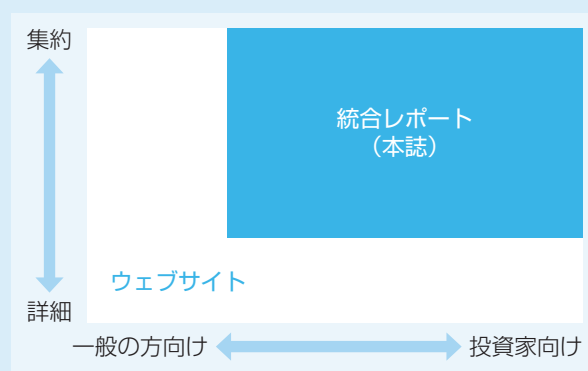 集約
統合レポート
（本誌）
ウェブサイト
詳細
一般の方向け
投資家向け